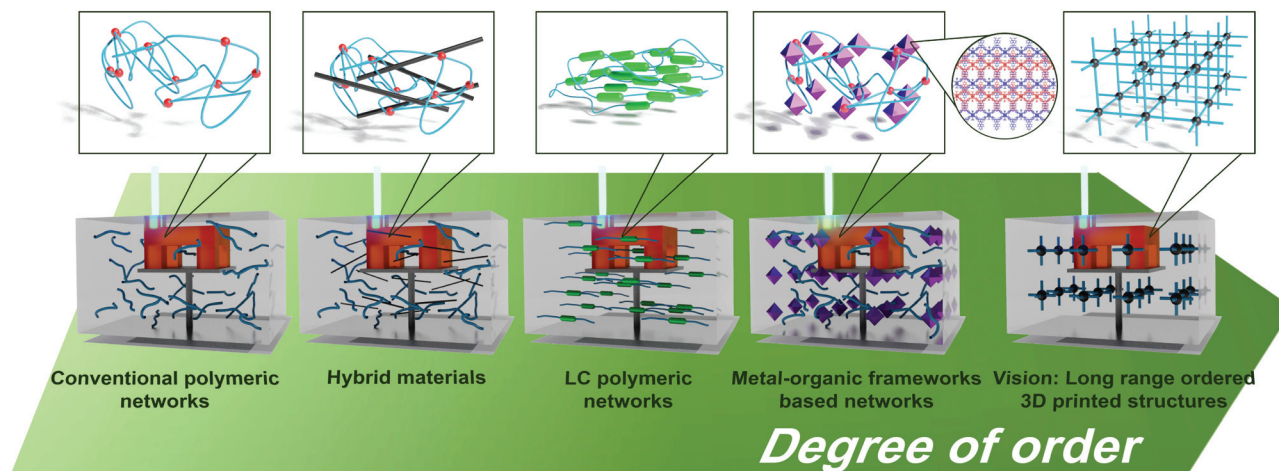 Conventional polymeric
networks
Hybrid materials
LC polymeric
networks
Metal-organic frameworks
based networks
Vision: Long range ordered
3D printed structures
Degree of order